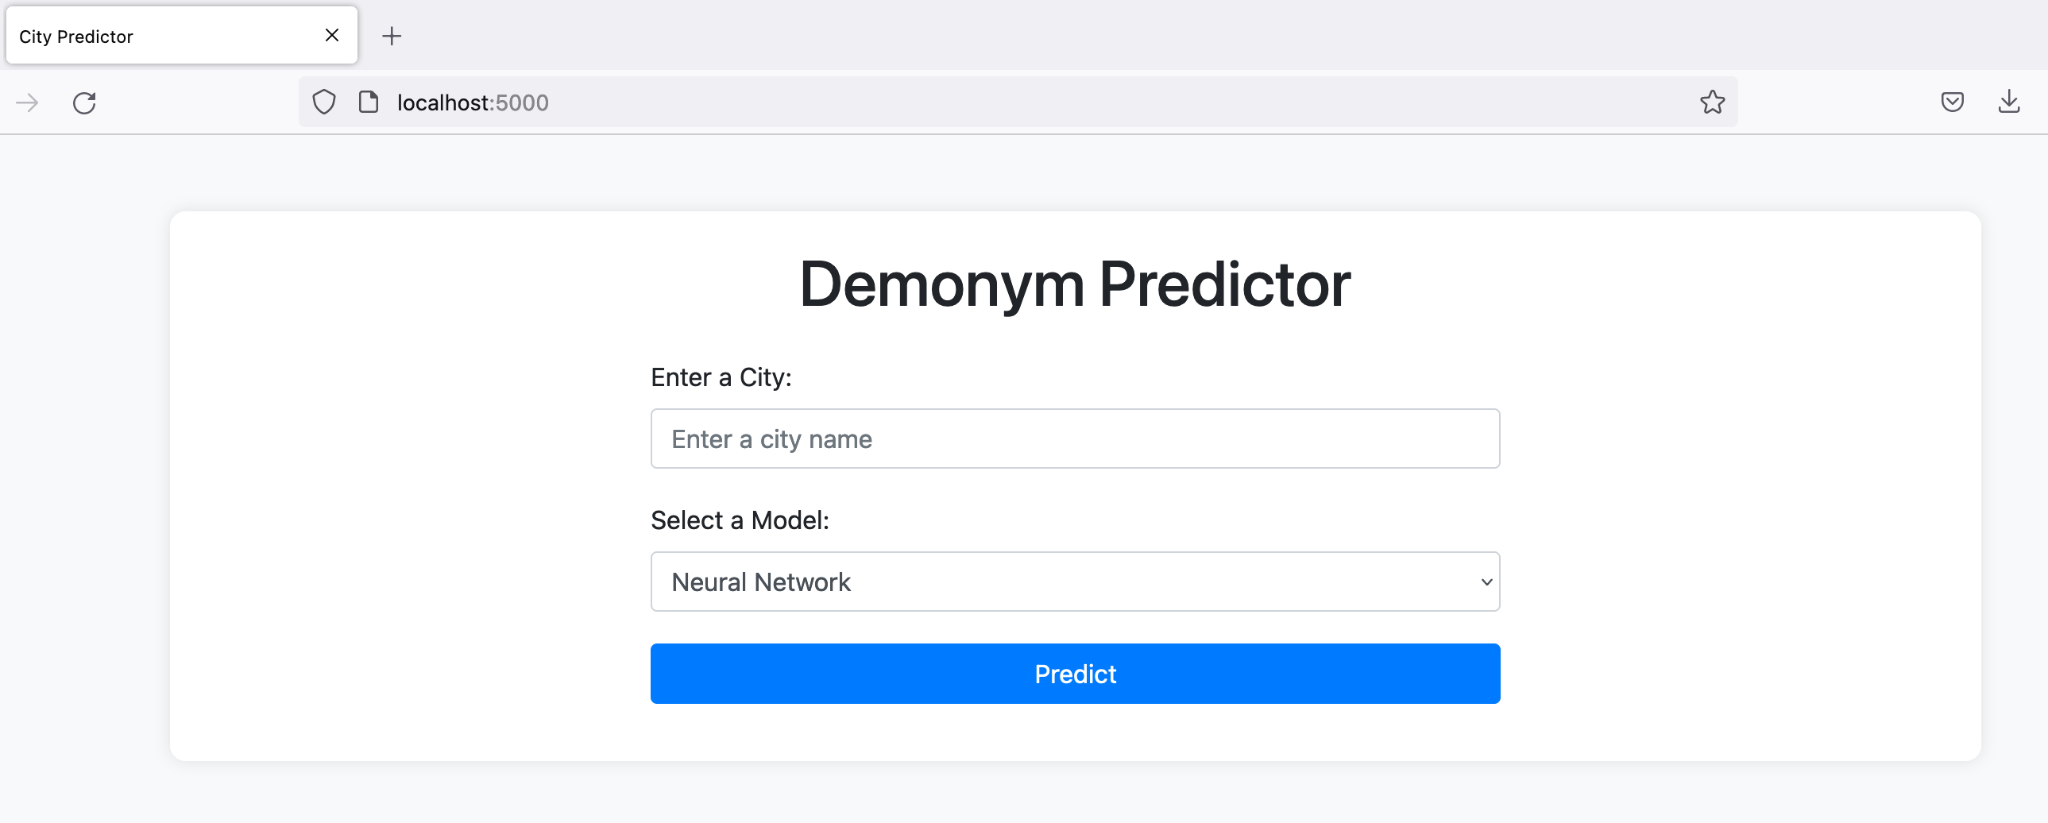 City Predictor
localhost:5000
Demonym Predictor
Enter a City:
Enter a city name
Select a Model:
Neural Network
Predict